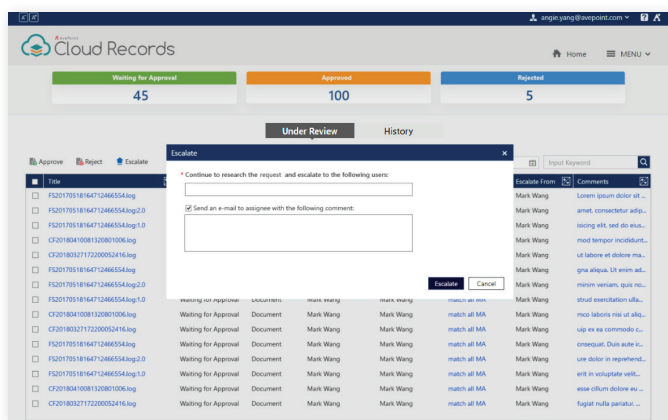 angie.yang@avepoint.com
AvePoint
Cloud Records
Home MENU
Waiting for Approval Approved Rejected
45 100 5
Under Review History
Approve Reject Escalate Input Keyword
Title Escalate From Comments
Escalate
* Continue to research the request and escalate to the following users:
Send an e-mail to assignee with the following comment:
Escalate Cancel
FS20170518164712466554.log Mark Wang Lorem ipsum dolor sit ...
FS20170518164712466554.log:2.0 Mark Wang amet, consectetur adip...
FS20170518164712466554.log:1.0 Mark Wang isicing elit, sed do eius...
CF20180410081320801006.log Mark Wang mod tempor incididunt...
CF20180327172200052416.log Mark Wang ut labore et dolore ma...
FS20170518164712466554.log Mark Wang gna aliqua. Ut enim ad...
FS20170518164712466554.log:2.0 Mark Wang minim veniam, quis no...
FS20170518164712466554.log:1.0 Waiting for Approval Document Mark Wang Mark Wang match all MA Mark Wang strud exercitation ulla...
CF20180410081320801006.log Waiting for Approval Document Mark Wang Mark Wang match all MA Mark Wang mco laboris nisi ut aliq...
CF20180327172200052416.log Waiting for Approval Document Mark Wang Mark Wang match all MA Mark Wang uip ex ea commodo c...
FS20170518164712466554.log Waiting for Approval Document Mark Wang Mark Wang match all MA Mark Wang onsequat. Duis aute ic...
FS20170518164712466554.log:2.0 Waiting for Approval Document Mark Wang Mark Wang match all MA Mark Wang ure dolor in reprehend...
FS20170518164712466554.log:1.0 Waiting for Approval Document Mark Wang Mark Wang match all MA Mark Wang erit in voluptate velit...
CF20180410081320801006.log Waiting for Approval Document Mark Wang Mark Wang match all MA Mark Wang esse cillum dolore eu ...
CF20180327172200052416.log Waiting for Approval Document Mark Wang Mark Wang match all MA Mark Wang fugiat nulla pariatur. ...